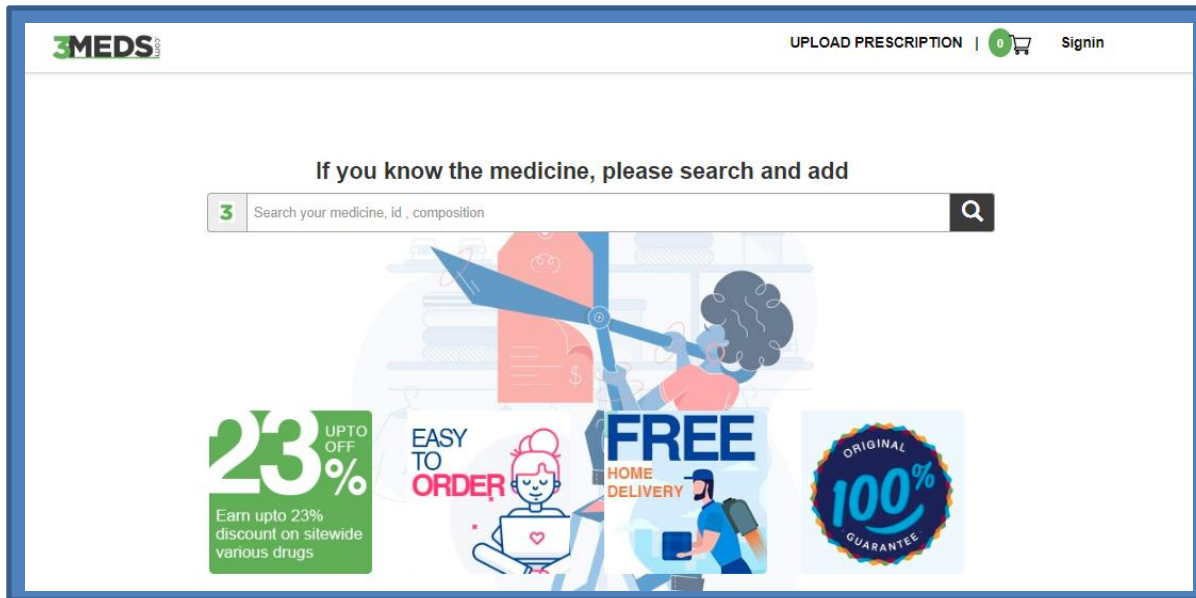 3MEDS.com
UPLOAD PRESCRIPTION | 0 Signin
If you know the medicine, please search and add
3 Search your medicine, id , composition
$
23%
UPTO
OFF
Earn upto 23%
discount on sitewide
various drugs
EASY
TO
ORDER
FREE
HOME
DELIVERY
ORIGINAL
100%
GUARANTEE